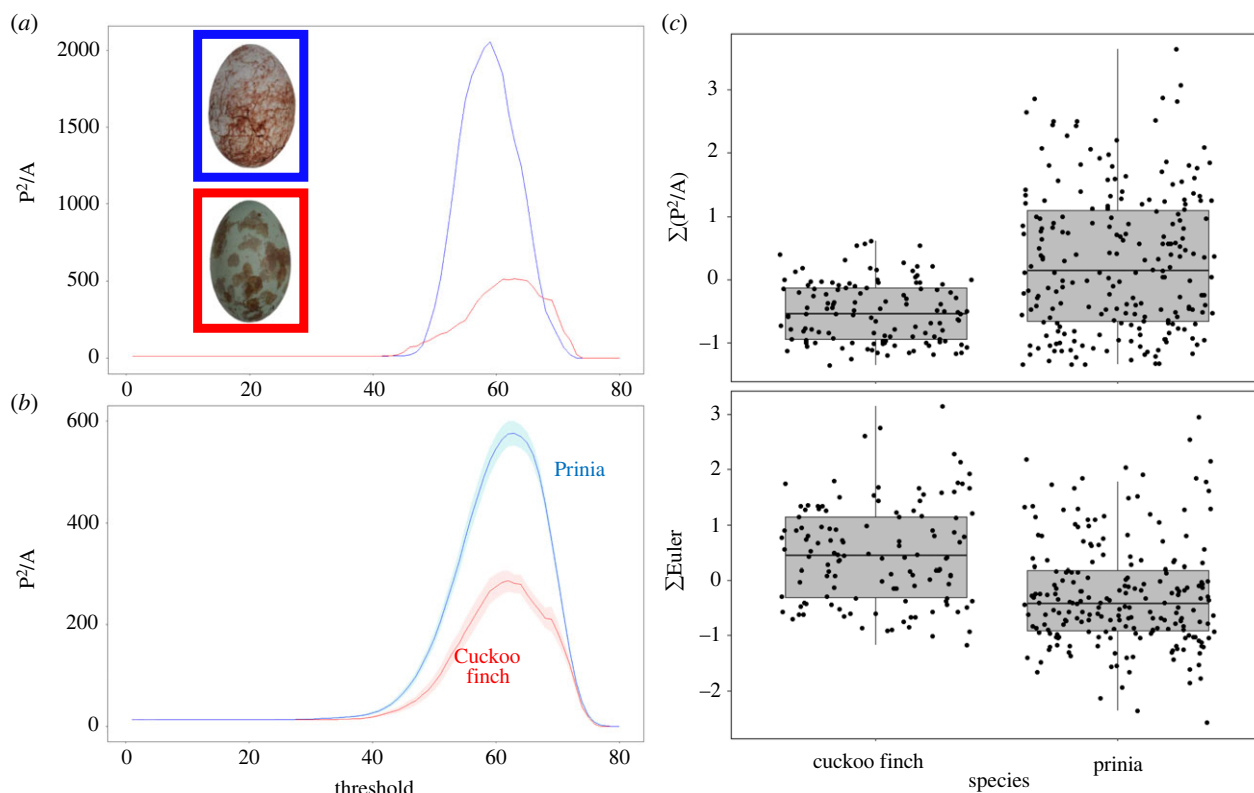 (a)
2000
1500
1000
500
0
P²/A
0 20 40 60 80
(b)
600
400
200
0
P²/A
Prinia
Cuckoo
finch
0 20 40 60 80
threshold
(c)
3
2
1
0
−1
∑(P²/A)
3
2
1
0
−1
−2
∑Euler
cuckoo finch prinia
species